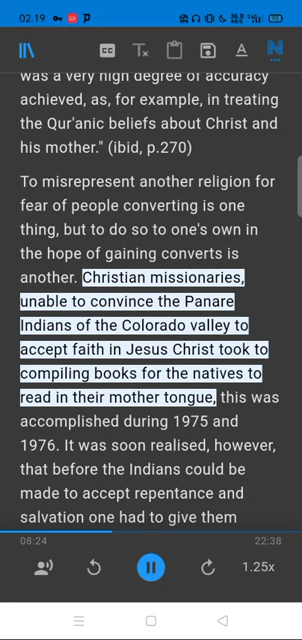 02.19
CC
was a very high degree of accuracy
achieved, as, for example, in treating
the Qur'anic beliefs about Christ and
his mother." (ibid, p.270)
To misrepresent another religion for
fear of people converting is one
thing, but to do so to one's own in
the hope of gaining converts is
another. Christian missionaries,
unable to convince the Panare
Indians of the Colorado valley to
accept faith in Jesus Christ took to
compiling books for the natives to
read in their mother tongue, this was
accomplished during 1975 and
1976. It was soon realised, however,
that before the Indians could be
made to accept repentance and
salvation one had to give them
08:24 22:38
1.25x